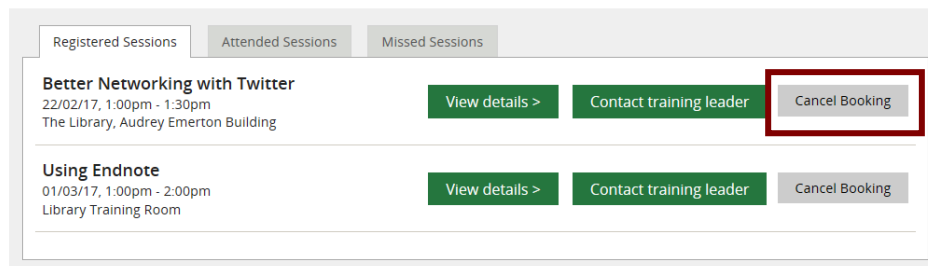 Registered Sessions Attended Sessions Missed Sessions
Better Networking with Twitter
22/02/17, 1:00pm - 1:30pm
The Library, Audrey Emerton Building
View details > Contact training leader Cancel Booking
Using Endnote
01/03/17, 1:00pm - 2:00pm
Library Training Room
View details > Contact training leader Cancel Booking